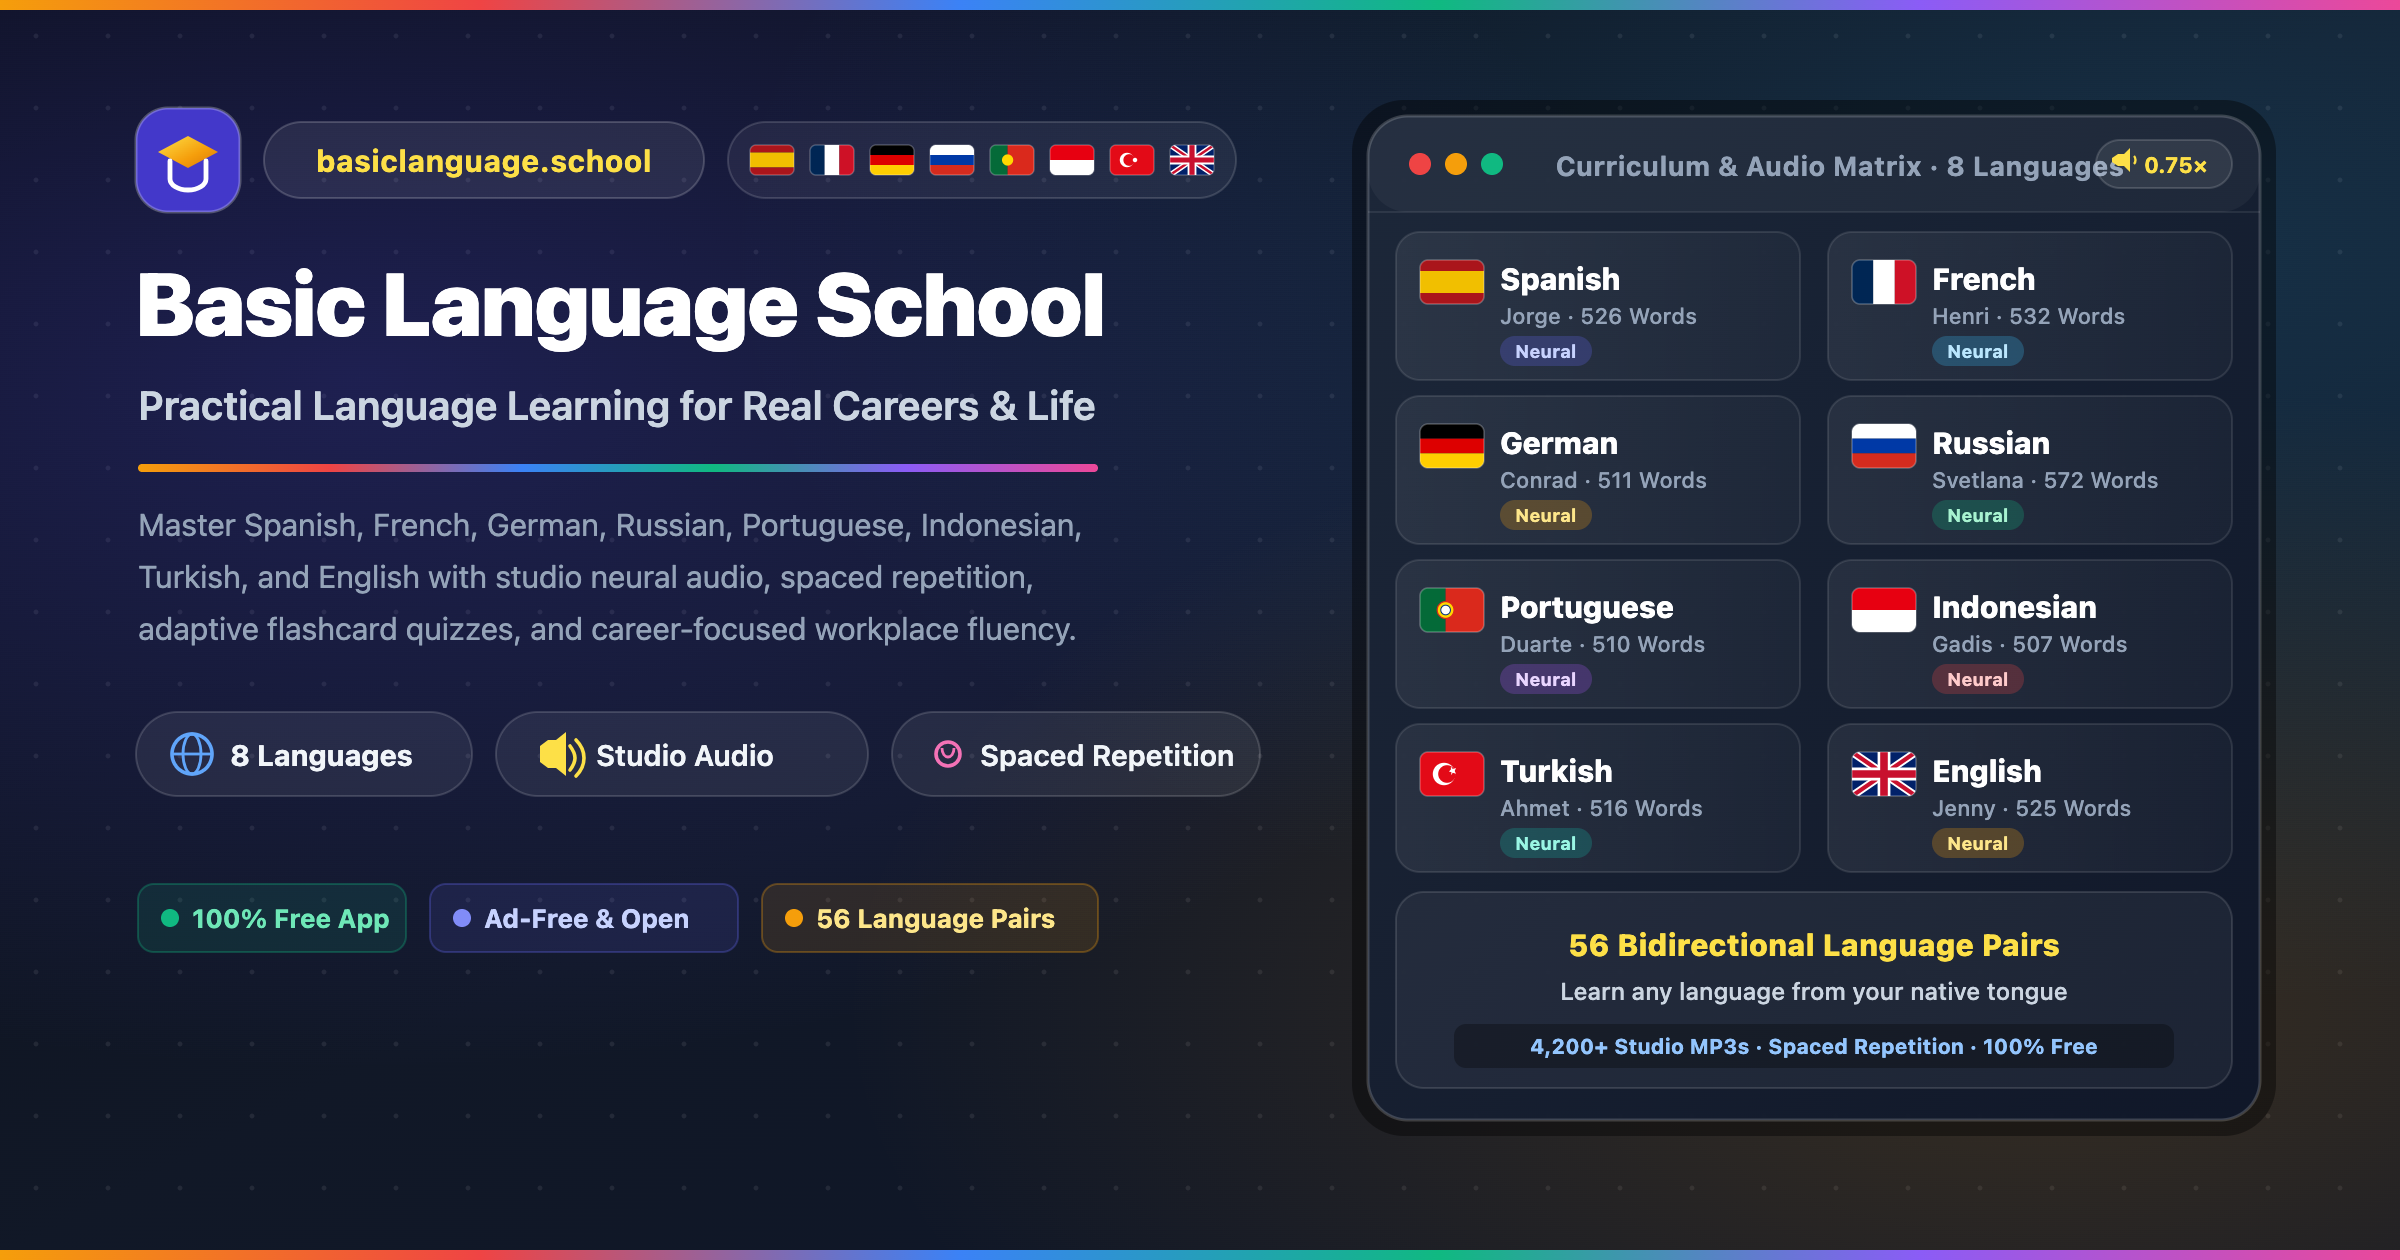 basiclanguage.school
Basic Language School
Practical Language Learning for Real Careers & Life
Master Spanish, French, German, Russian, Portuguese, Indonesian,
Turkish, and English with studio neural audio, spaced repetition,
adaptive flashcard quizzes, and career-focused workplace fluency.
8 Languages
Studio Audio
Spaced Repetition
100% Free App
Ad-Free & Open
56 Language Pairs
Curriculum & Audio Matrix · 8 Languages
0.75×
Spanish
Jorge · 526 Words
Neural
French
Henri · 532 Words
Neural
German
Conrad · 511 Words
Neural
Russian
Svetlana · 572 Words
Neural
Portuguese
Duarte · 510 Words
Neural
Indonesian
Gadis · 507 Words
Neural
Turkish
Ahmet · 516 Words
Neural
English
Jenny · 525 Words
Neural
56 Bidirectional Language Pairs
Learn any language from your native tongue
4,200+ Studio MP3s · Spaced Repetition · 100% Free